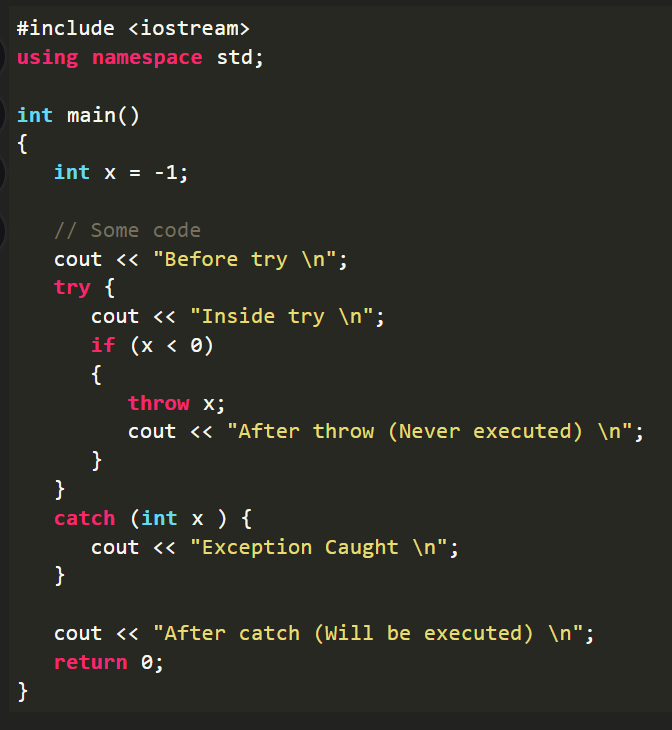 #include <iostream>
using namespace std;
int main()
{
int x = -1;
// Some code
cout << "Before try \n";
try {
cout << "Inside try \n";
if (x < 0)
{
throw x;
cout << "After throw (Never executed) \n";
}
}
catch (int x ) {
cout << "Exception Caught \n";
}
cout << "After catch (Will be executed) \n";
return 0;
}